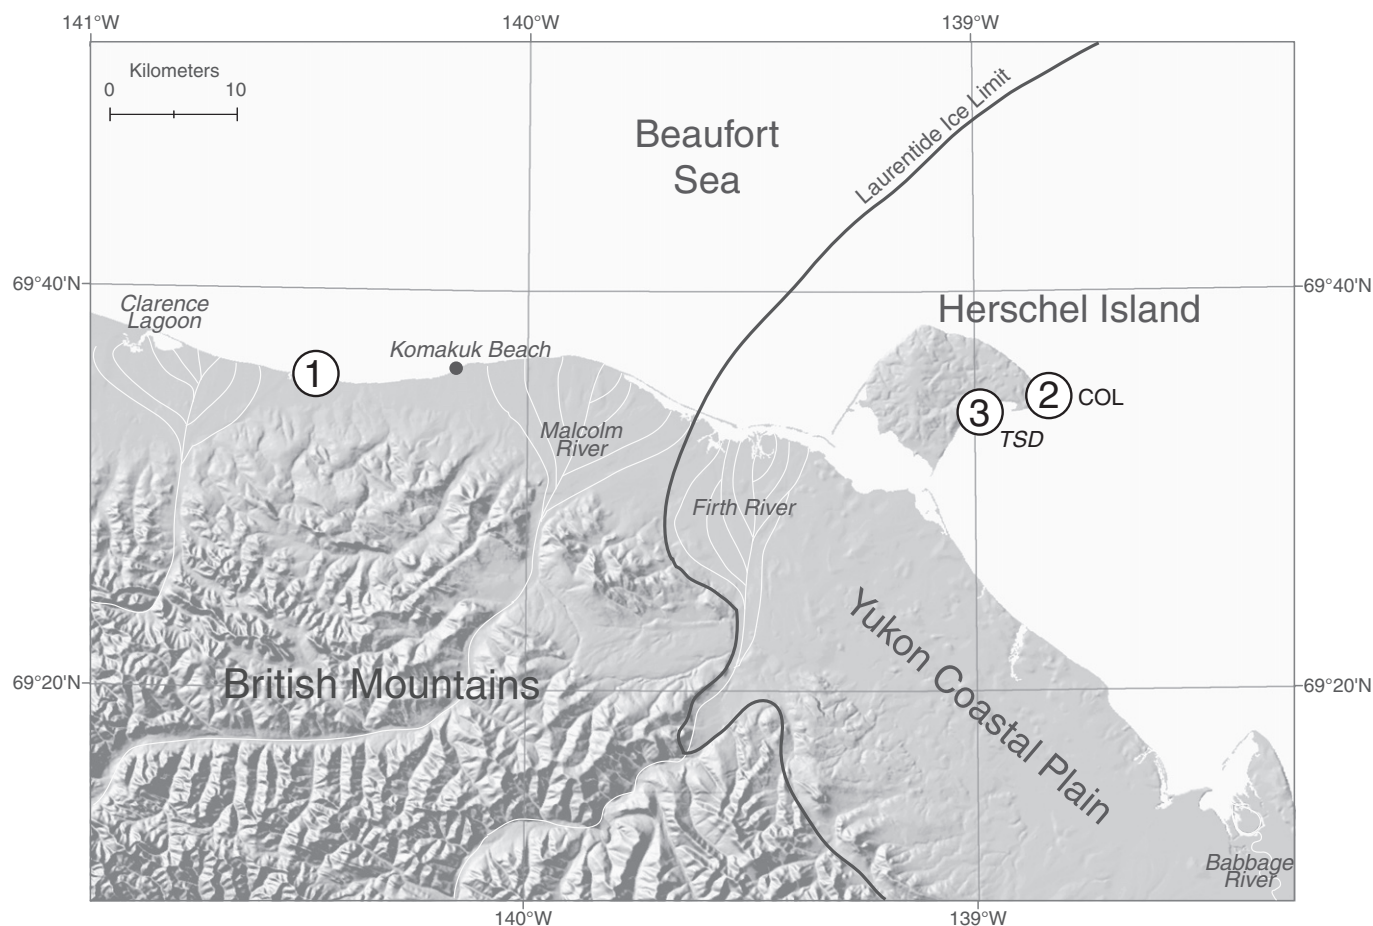 141°W
140°W
139°W
Kilometers
0 10
Beaufort
Sea
Laurentide Ice Limit
69°40'N
69°40'N
Clarence
Lagoon
Herschel Island
Komakuk Beach
1
2 COL
3
TSD
Malcolm
River
Firth River
Yukon Coastal Plain
British Mountains
69°20'N
69°20'N
Babbage
River
140°W
139°W